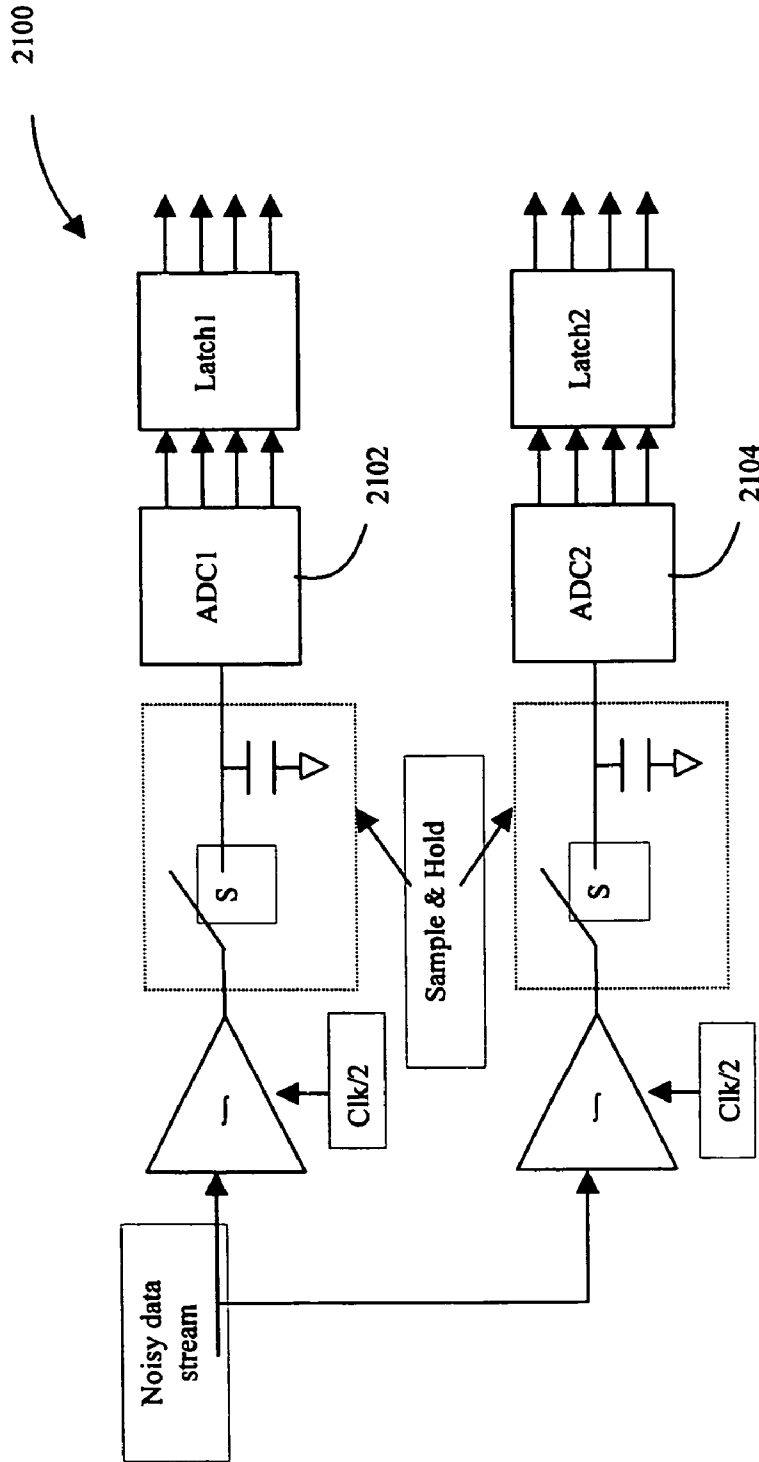 2100
Noisy data
stream
∫
Clk/2
S
ADC1
2102
Latch1
Sample & Hold
∫
Clk/2
S
ADC2
2104
Latch2